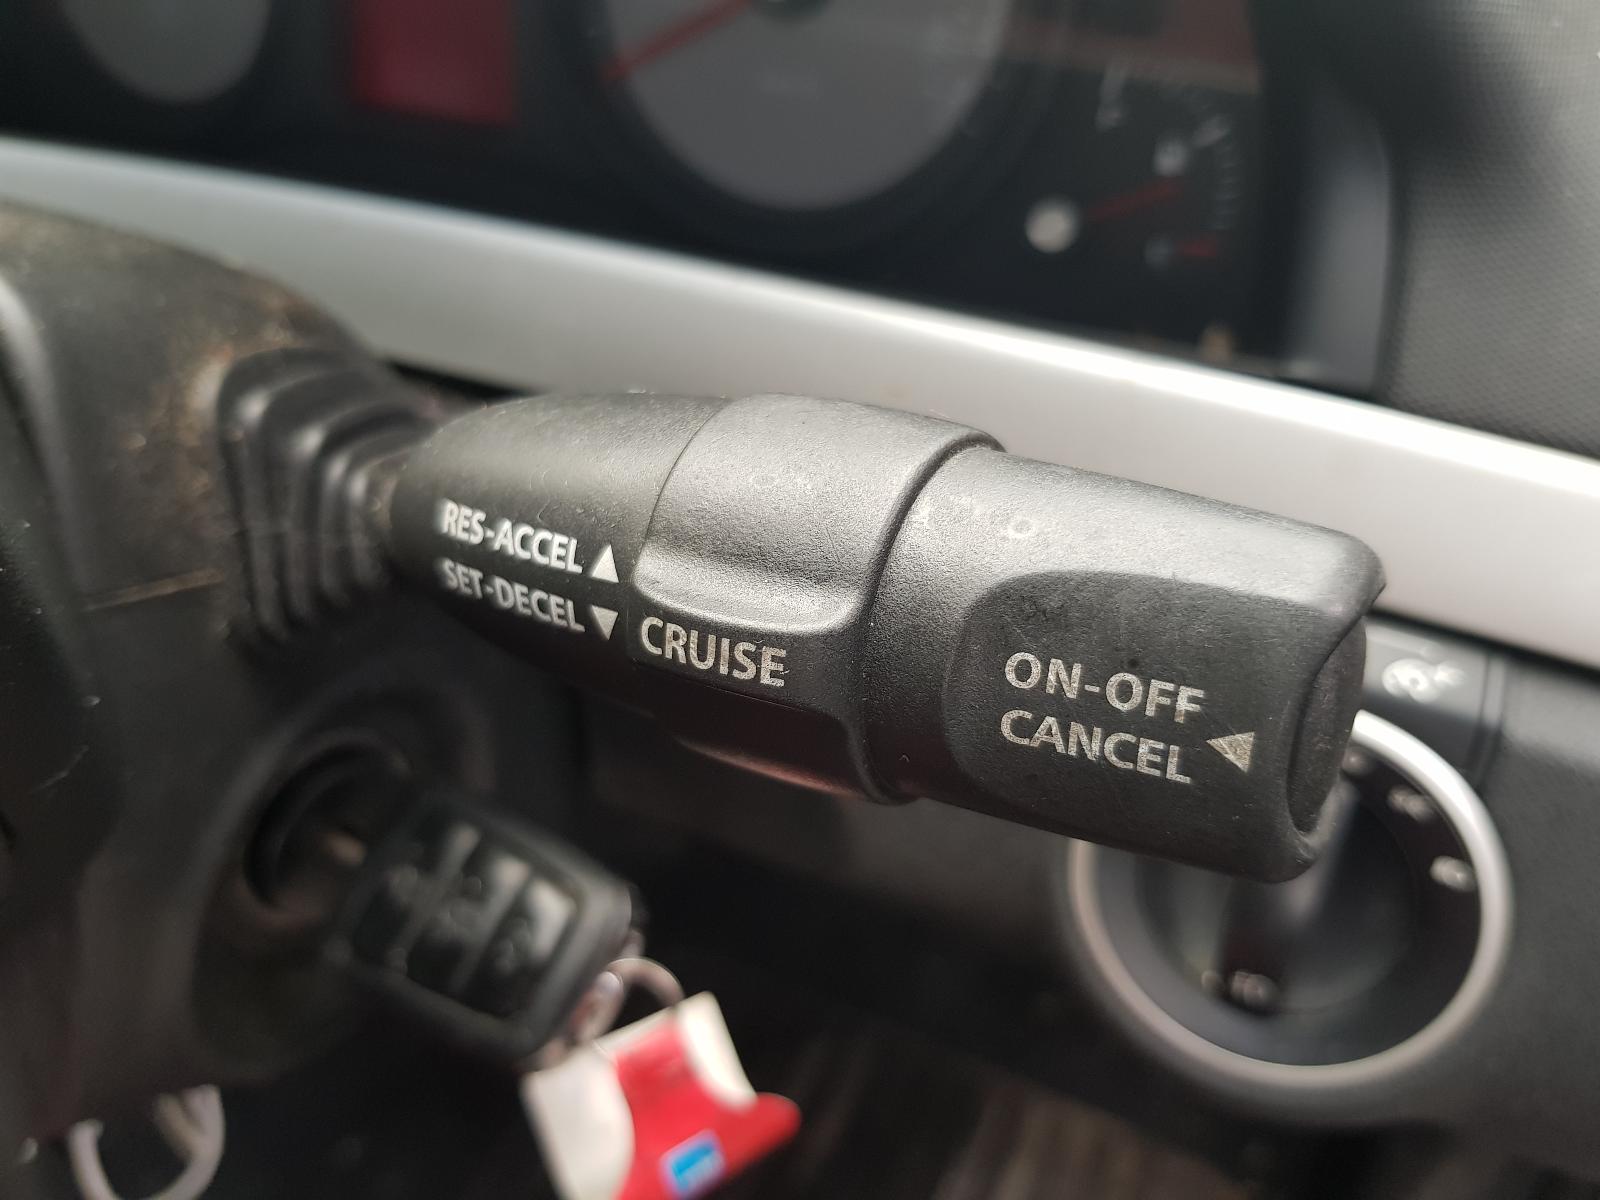 RES-ACCEL ▲
SET-DECEL ▼
CRUISE
ON-OFF
CANCEL ◀